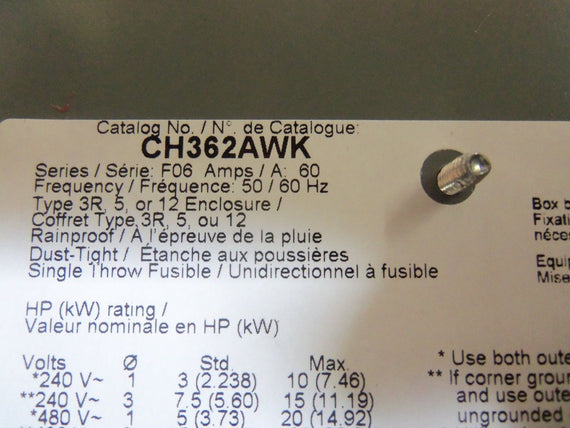 Catalog No. / N°. de Catalogue:
CH362AWK
Series / Série: F06 Amps / A: 60
Frequency / Fréquence: 50 / 60 Hz
Type 3R, 5, or 12 Enclosure /
Coffret Type 3R, 5, ou 12
Rainproof / À l'épreuve de la pluie
Dust-Tight / Étanche aux poussières
Single Throw Fusible / Unidirectionnel à fusible
Box b
Fixati
néces
Equip
Mise
HP (kW) rating /
Valeur nominale en HP (kW)
Volts Ø Std. Max.
*240 V~ 1 3 (2.238) 10 (7.46)
**240 V~ 3 7.5 (5.60) 15 (11.19)
*480 V~ 1 5 (3.73) 20 (14.92)
* Use both oute
** If corner groun
and use oute
ungrounded